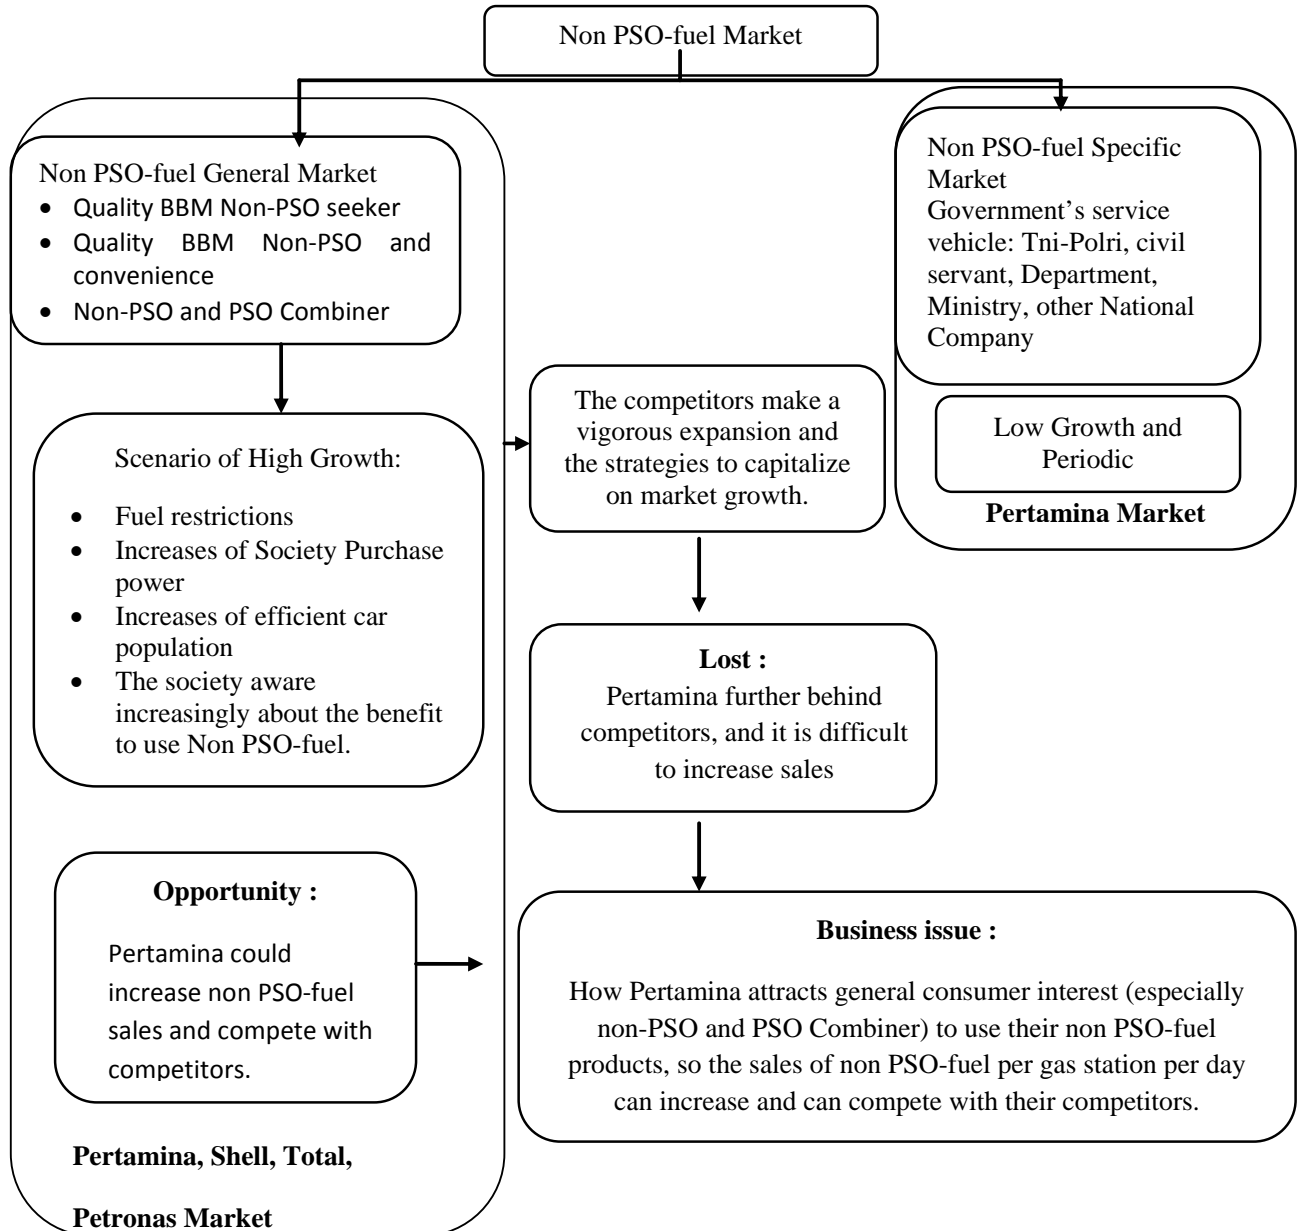 Non PSO-fuel Market
Non PSO-fuel General Market
• Quality BBM Non-PSO seeker
• Quality BBM Non-PSO and
convenience
• Non-PSO and PSO Combiner
Scenario of High Growth:
• Fuel restrictions
• Increases of Society Purchase
power
• Increases of efficient car
population
• The society aware
increasingly about the benefit
to use Non PSO-fuel.
Opportunity :
Pertamina could
increase non PSO-fuel
sales and compete with
competitors.
Pertamina, Shell, Total,
Petronas Market
The competitors make a
vigorous expansion and
the strategies to capitalize
on market growth.
Lost :
Pertamina further behind
competitors, and it is difficult
to increase sales
Business issue :
How Pertamina attracts general consumer interest (especially
non-PSO and PSO Combiner) to use their non PSO-fuel
products, so the sales of non PSO-fuel per gas station per day
can increase and can compete with their competitors.
Non PSO-fuel Specific
Market
Government’s service
vehicle: Tni-Polri, civil
servant, Department,
Ministry, other National
Company
Low Growth and
Periodic
Pertamina Market